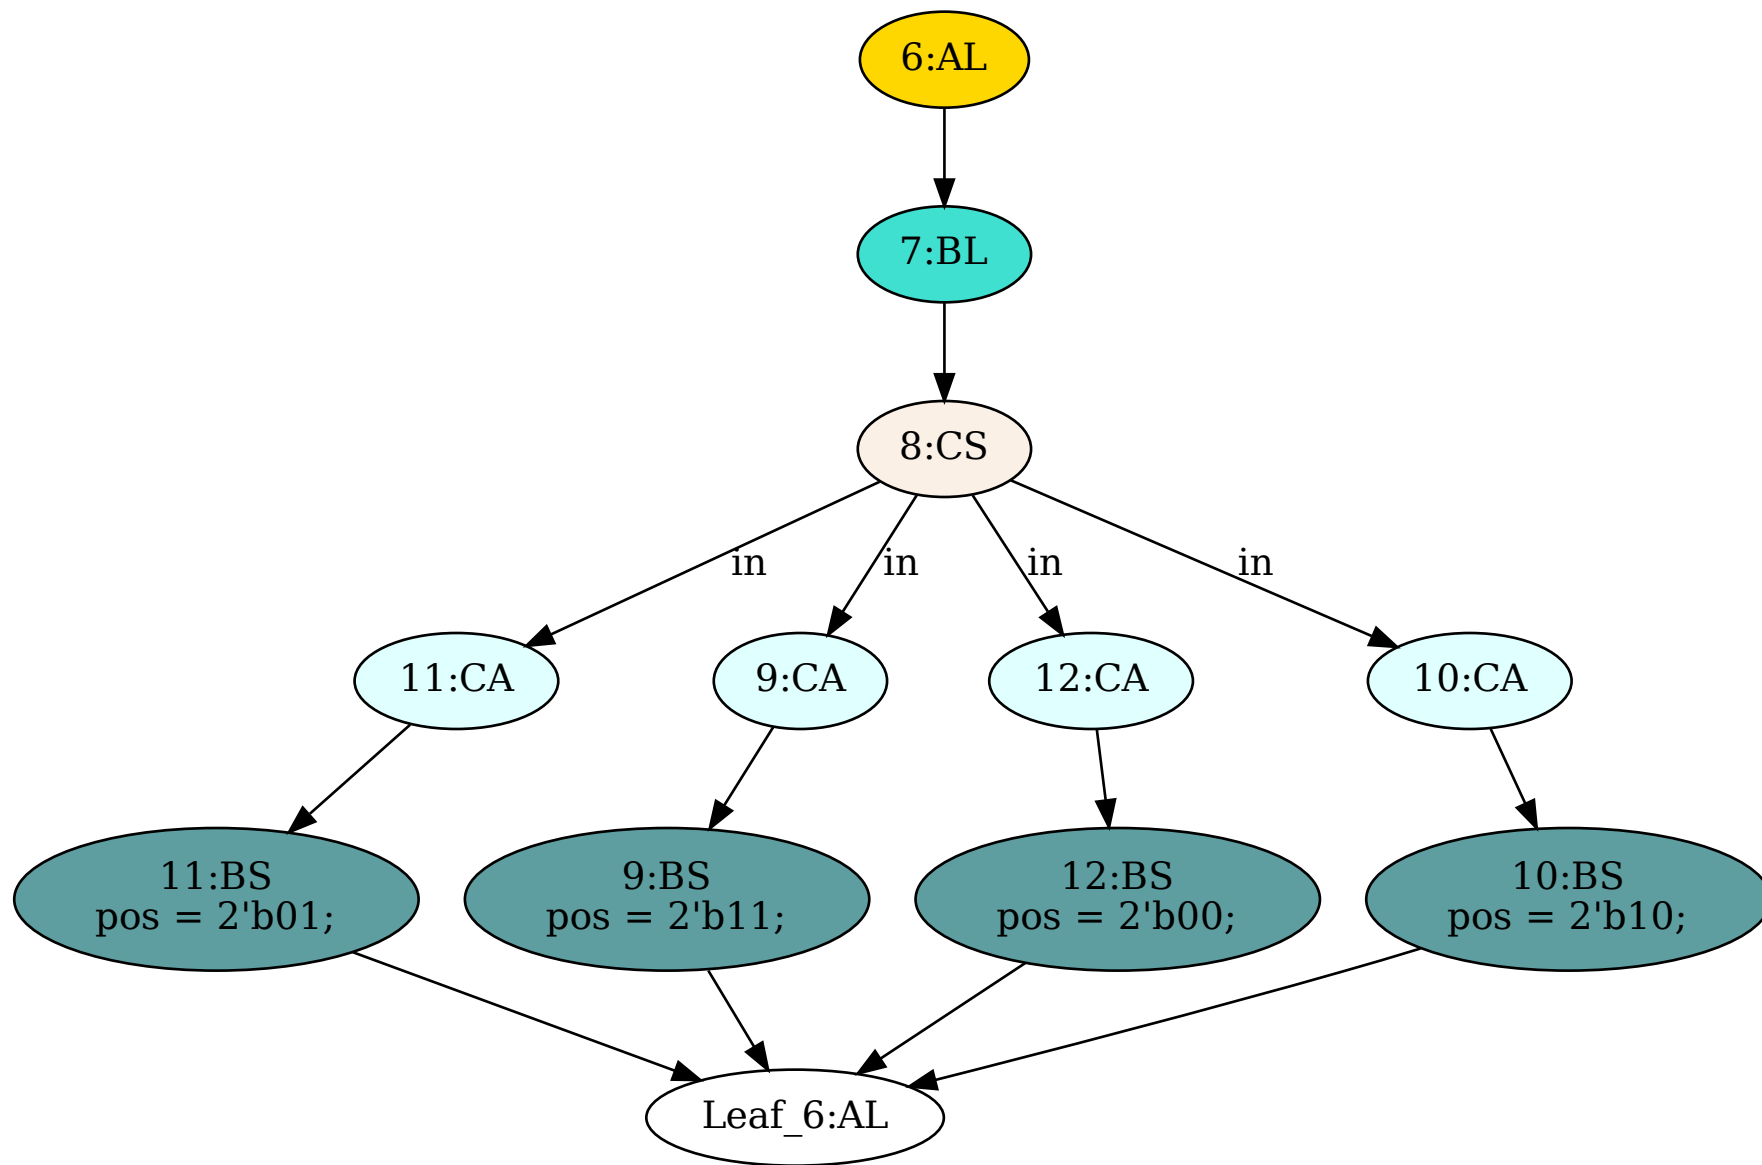 6:AL
7:BL
8:CS
in
in
in
in
11:CA
9:CA
12:CA
10:CA
11:BS
pos = 2'b01;
9:BS
pos = 2'b11;
12:BS
pos = 2'b00;
10:BS
pos = 2'b10;
Leaf_6:AL